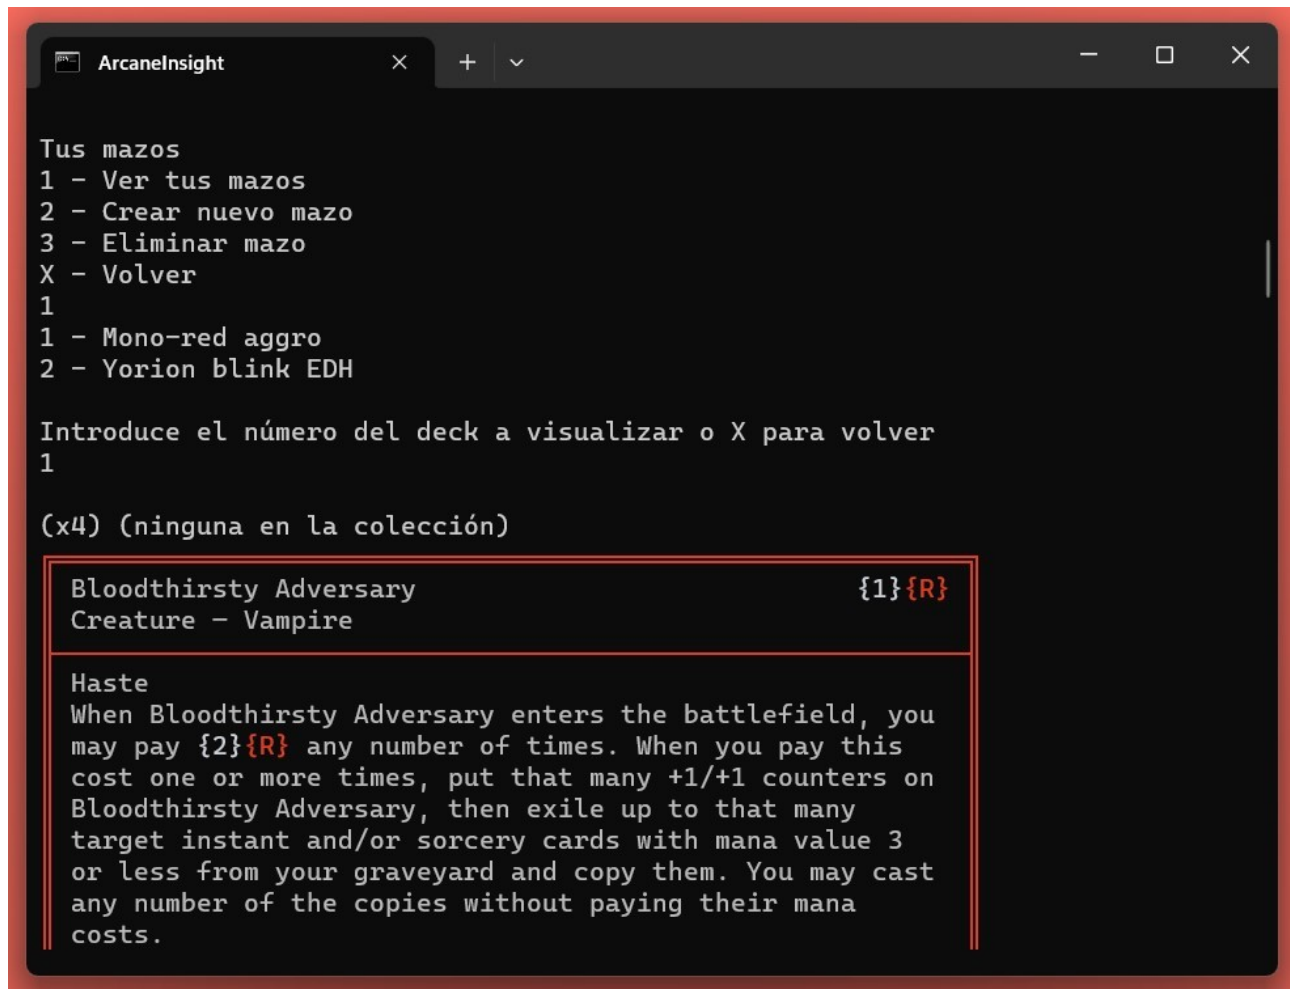 ArcaneInsight
Tus mazos
1 - Ver tus mazos
2 - Crear nuevo mazo
3 - Eliminar mazo
X - Volver
1
1 - Mono-red aggro
2 - Yorion blink EDH
Introduce el número del deck a visualizar o X para volver
1
(x4) (ninguna en la colección)
Bloodthirsty Adversary {1}{R}
Creature — Vampire
Haste
When Bloodthirsty Adversary enters the battlefield, you
may pay {2}{R} any number of times. When you pay this
cost one or more times, put that many +1/+1 counters on
Bloodthirsty Adversary, then exile up to that many
target instant and/or sorcery cards with mana value 3
or less from your graveyard and copy them. You may cast
any number of the copies without paying their mana
costs.